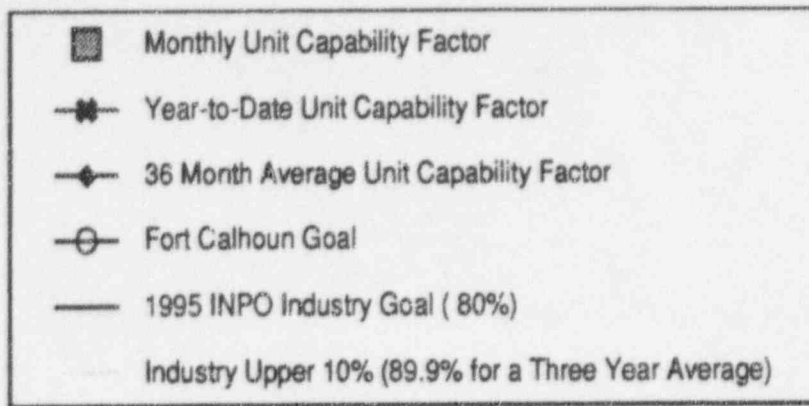 Monthly Unit Capability Factor
Year-to-Date Unit Capability Factor
36 Month Average Unit Capability Factor
Fort Calhoun Goal
1995 INPO Industry Goal ( 80%)
Industry Upper 10% (89.9% for a Three Year Average)